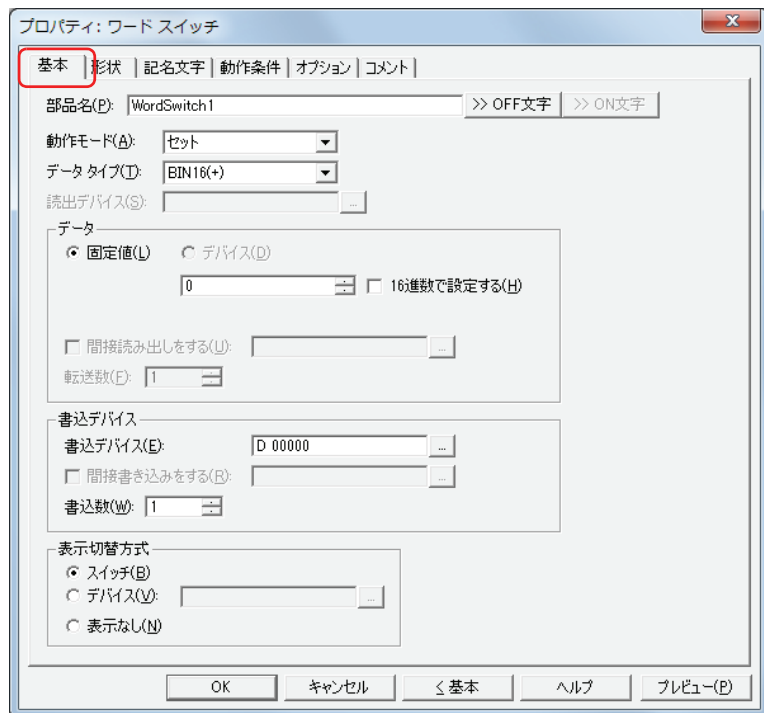 プロパティ: ワード スイッチ
基本 形状 記名文字 動作条件 オプション コメント
部品名(P): WordSwitch1 >> OFF文字 >> ON文字
動作モード(A): セット
データ タイプ(T): BIN16(+)
読出デバイス(S): ...
データ
固定値(L) デバイス(D)
0 16進数で設定する(H)
間接読み出しをする(U): ...
転送数(F): 1
書込デバイス
書込デバイス(E): D 00000 ...
間接書き込みをする(R): ...
書込数(W): 1
表示切替方式
スイッチ(B)
デバイス(V): ...
表示なし(N)
OK キャンセル < 基本 ヘルプ プレビュー(P)